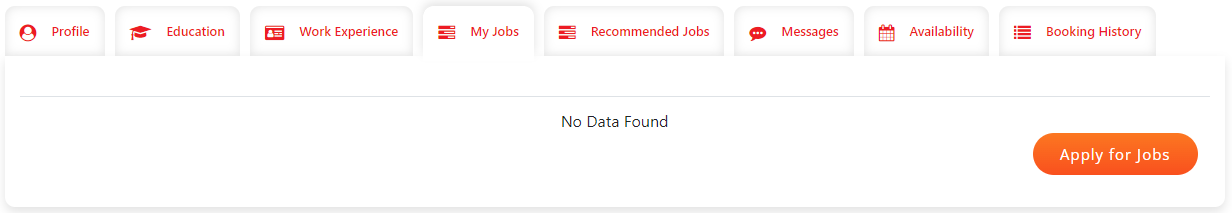 Profile Education Work Experience My Jobs Recommended Jobs Messages Availability Booking History
No Data Found
Apply for Jobs